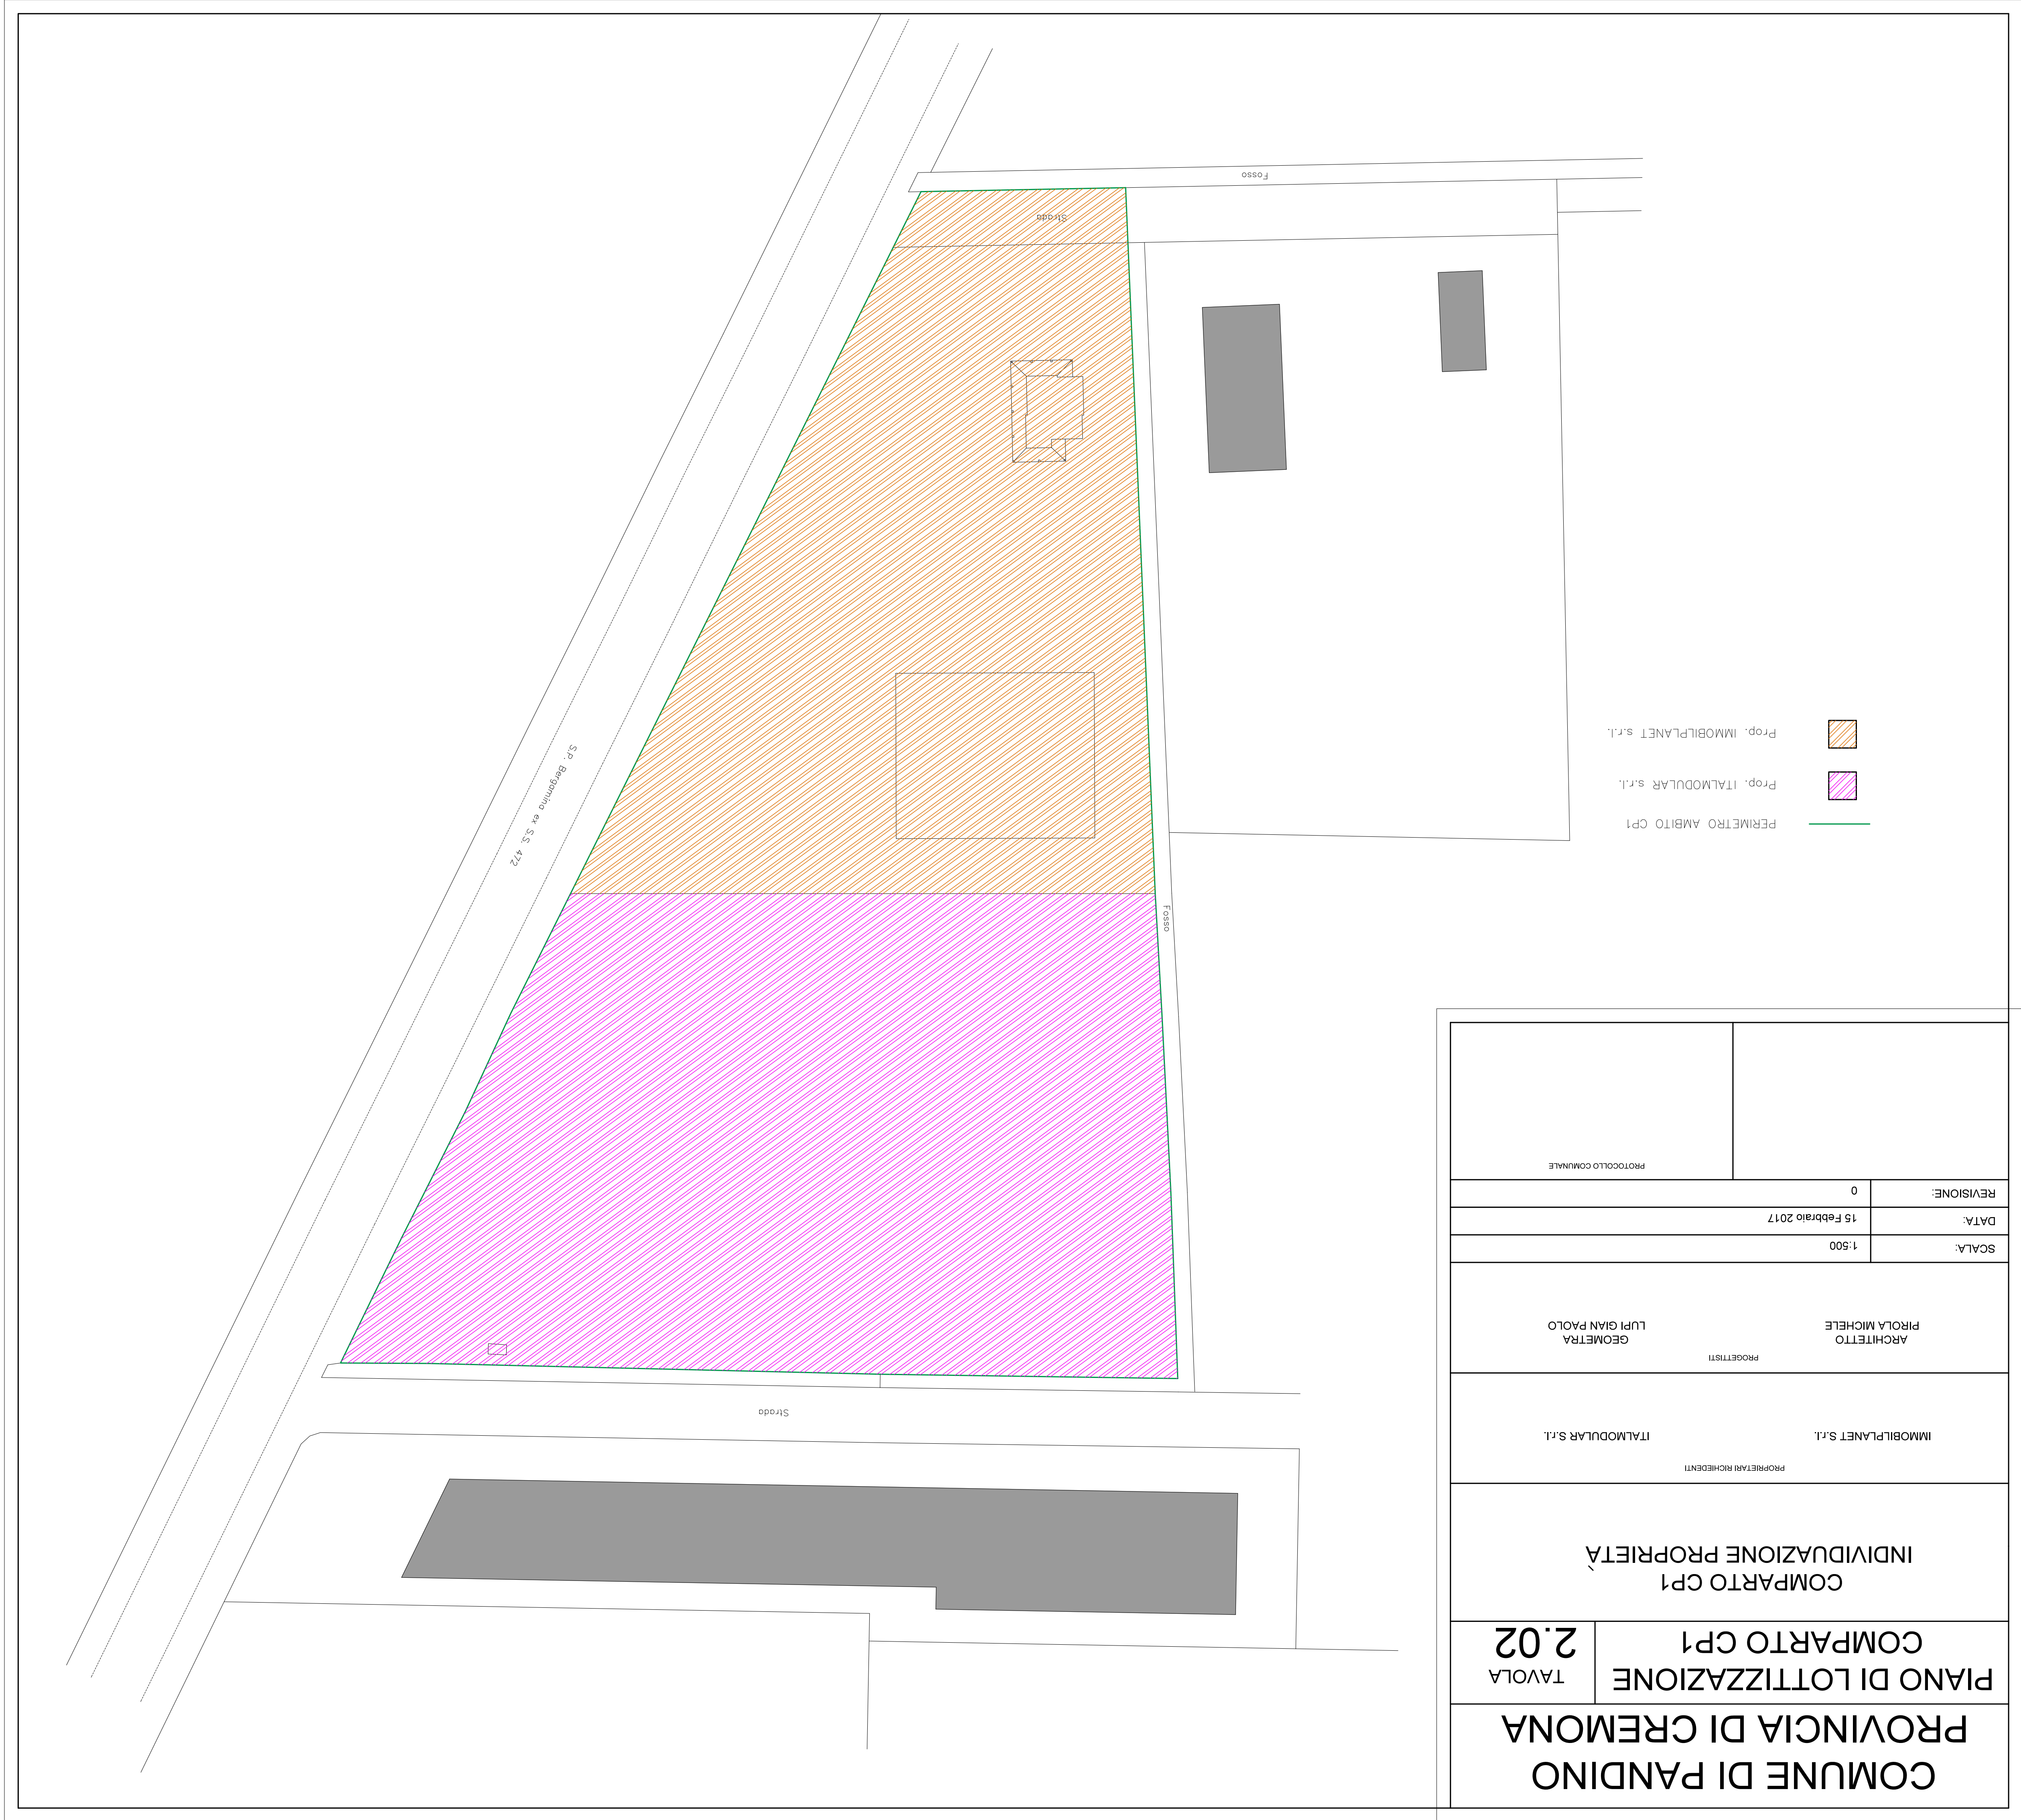 COMUNE DI PANDINO
PROVINCIA DI CREMONA
PIANO DI LOTTIZZAZIONE
COMPARTO CP1
TAVOLA
2.02
COMPARTO CP1
INDIVIDUAZIONE PROPRIETÀ
PROPRIETARI RICHIEDENTI
IMMOBILPLANET S.r.l.
ITALMODULAR S.r.l.
PROGETTISTI
ARCHITETTO
PIROLA MICHELE
GEOMETRA
LUPI GIAN PAOLO
SCALA:
1:500
DATA:
15 Febbraio 2017
REVISIONE:
0
PROTOCOLLO COMUNALE
PERIMETRO AMBITO CP1
Prop. ITALMODULAR s.r.l.
Prop. IMMOBILPLANET s.r.l.
Strada
Fosso
S.P. Bergamina ex S.S. 472
Strada
Fosso